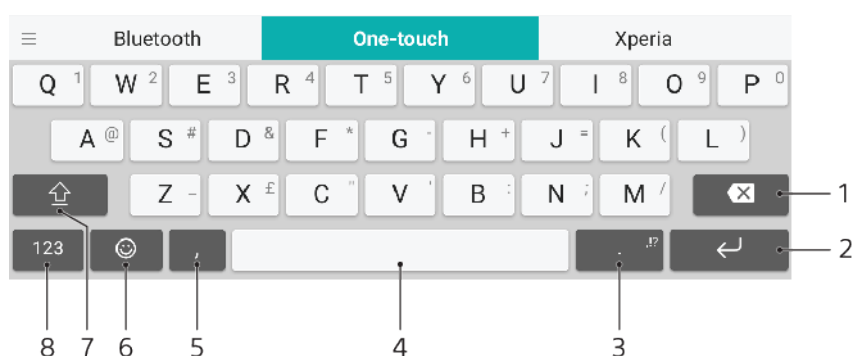 Bluetooth One-touch Xperia
Q 1 W 2 E 3 R 4 T 5 Y 6 U 7 I 8 O 9 P 0
A @ S # D & F * G - H + J = K ( L )
Z _ X £ C " V ' B : N ; M / 1
123 , . ,!? 2
8 7 6 5 4 3